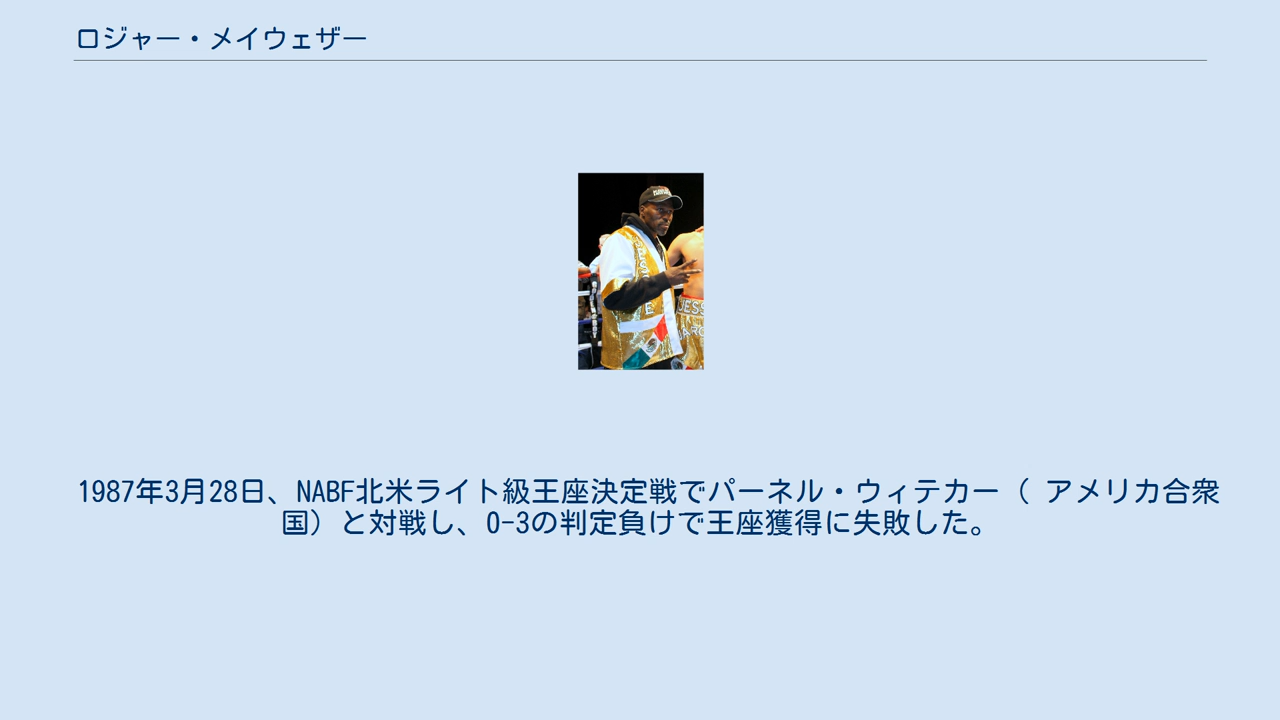 ロジャー・メイウェザー
JESS
1987年3月28日、NABF北米ライト級王座決定戦でパーネル・ウィテカー（ アメリカ合衆
国）と対戦し、0-3の判定負けで王座獲得に失敗した。